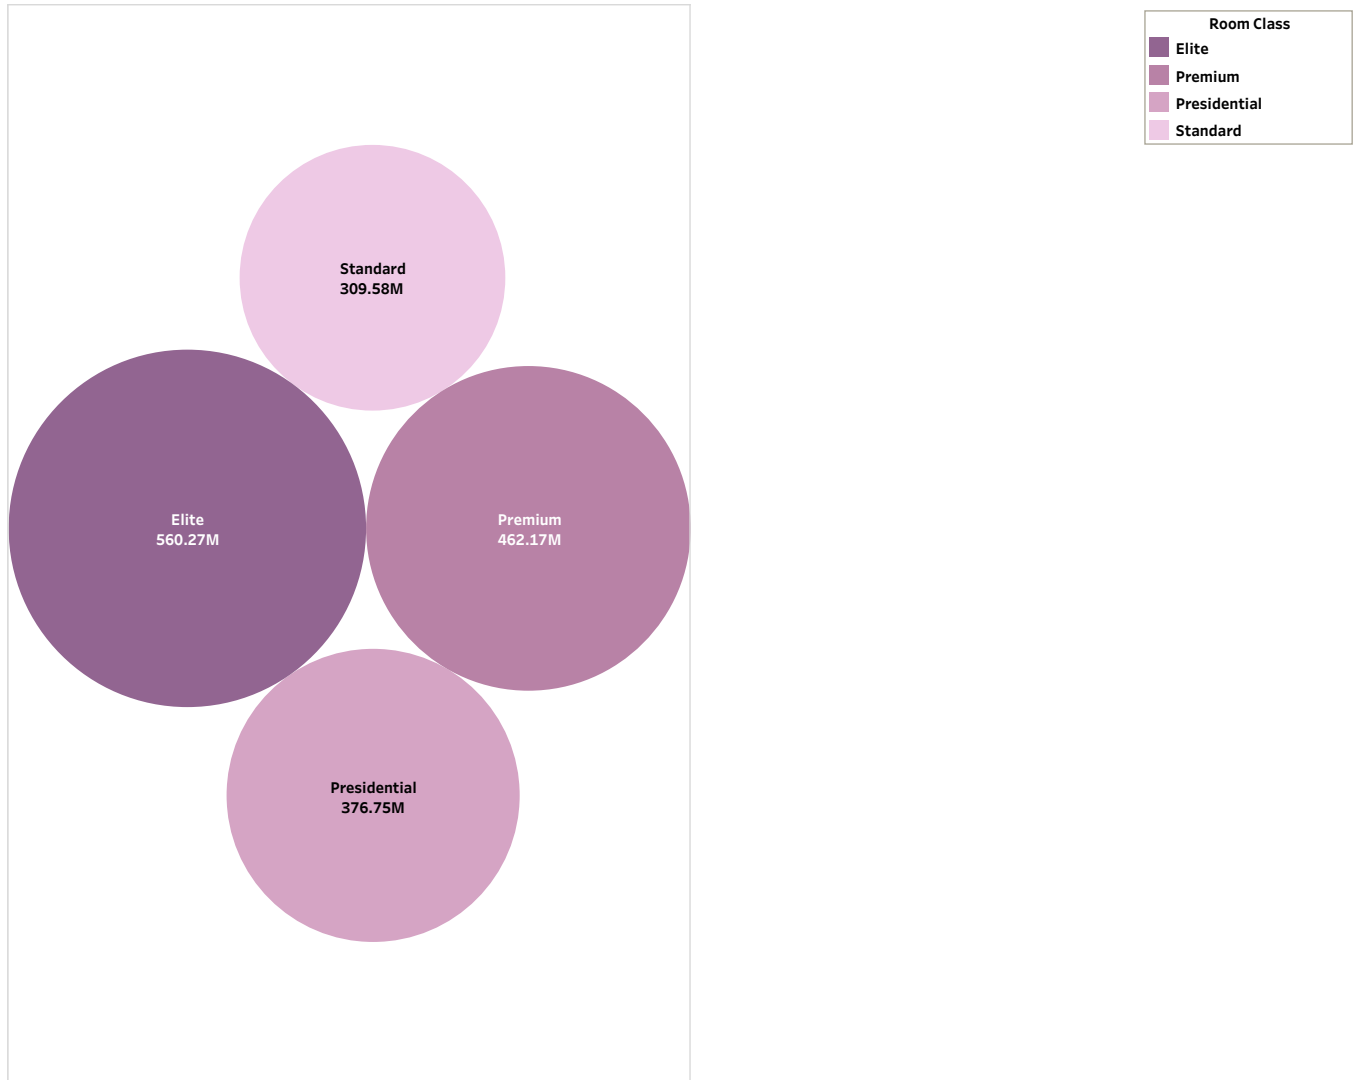 Room Class
Elite
Premium
Presidential
Standard
Standard
309.58M
Elite
560.27M
Premium
462.17M
Presidential
376.75M